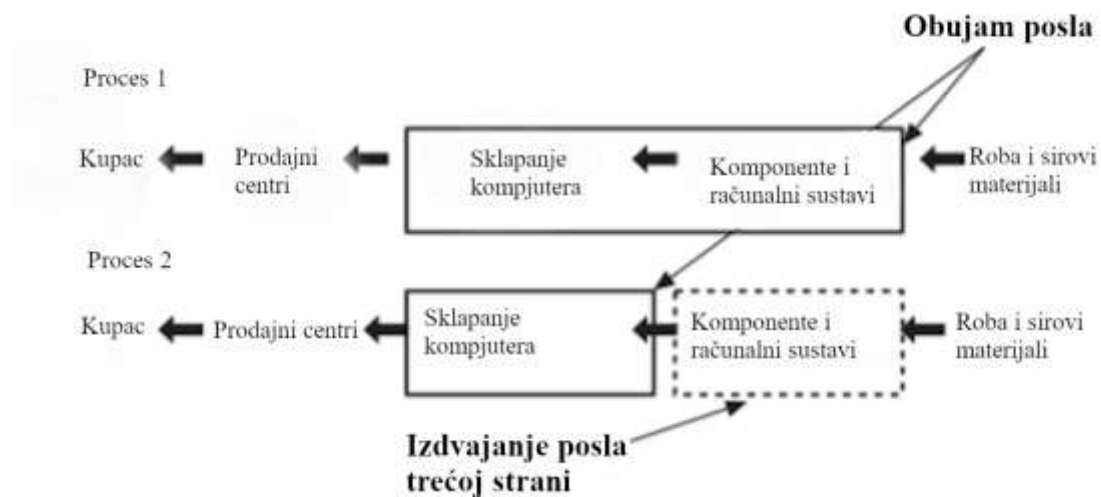 Obujam posla
Proces 1
Kupac
Prodajni
centri
Sklapanje
kompjutera
Komponente i
računalni sustavi
Roba i sirovi
materijali
Proces 2
Kupac
Prodajni centri
Sklapanje
kompjutera
Komponente i
računalni sustavi
Roba i sirovi
materijali
Izdvajanje posla
trećoj strani